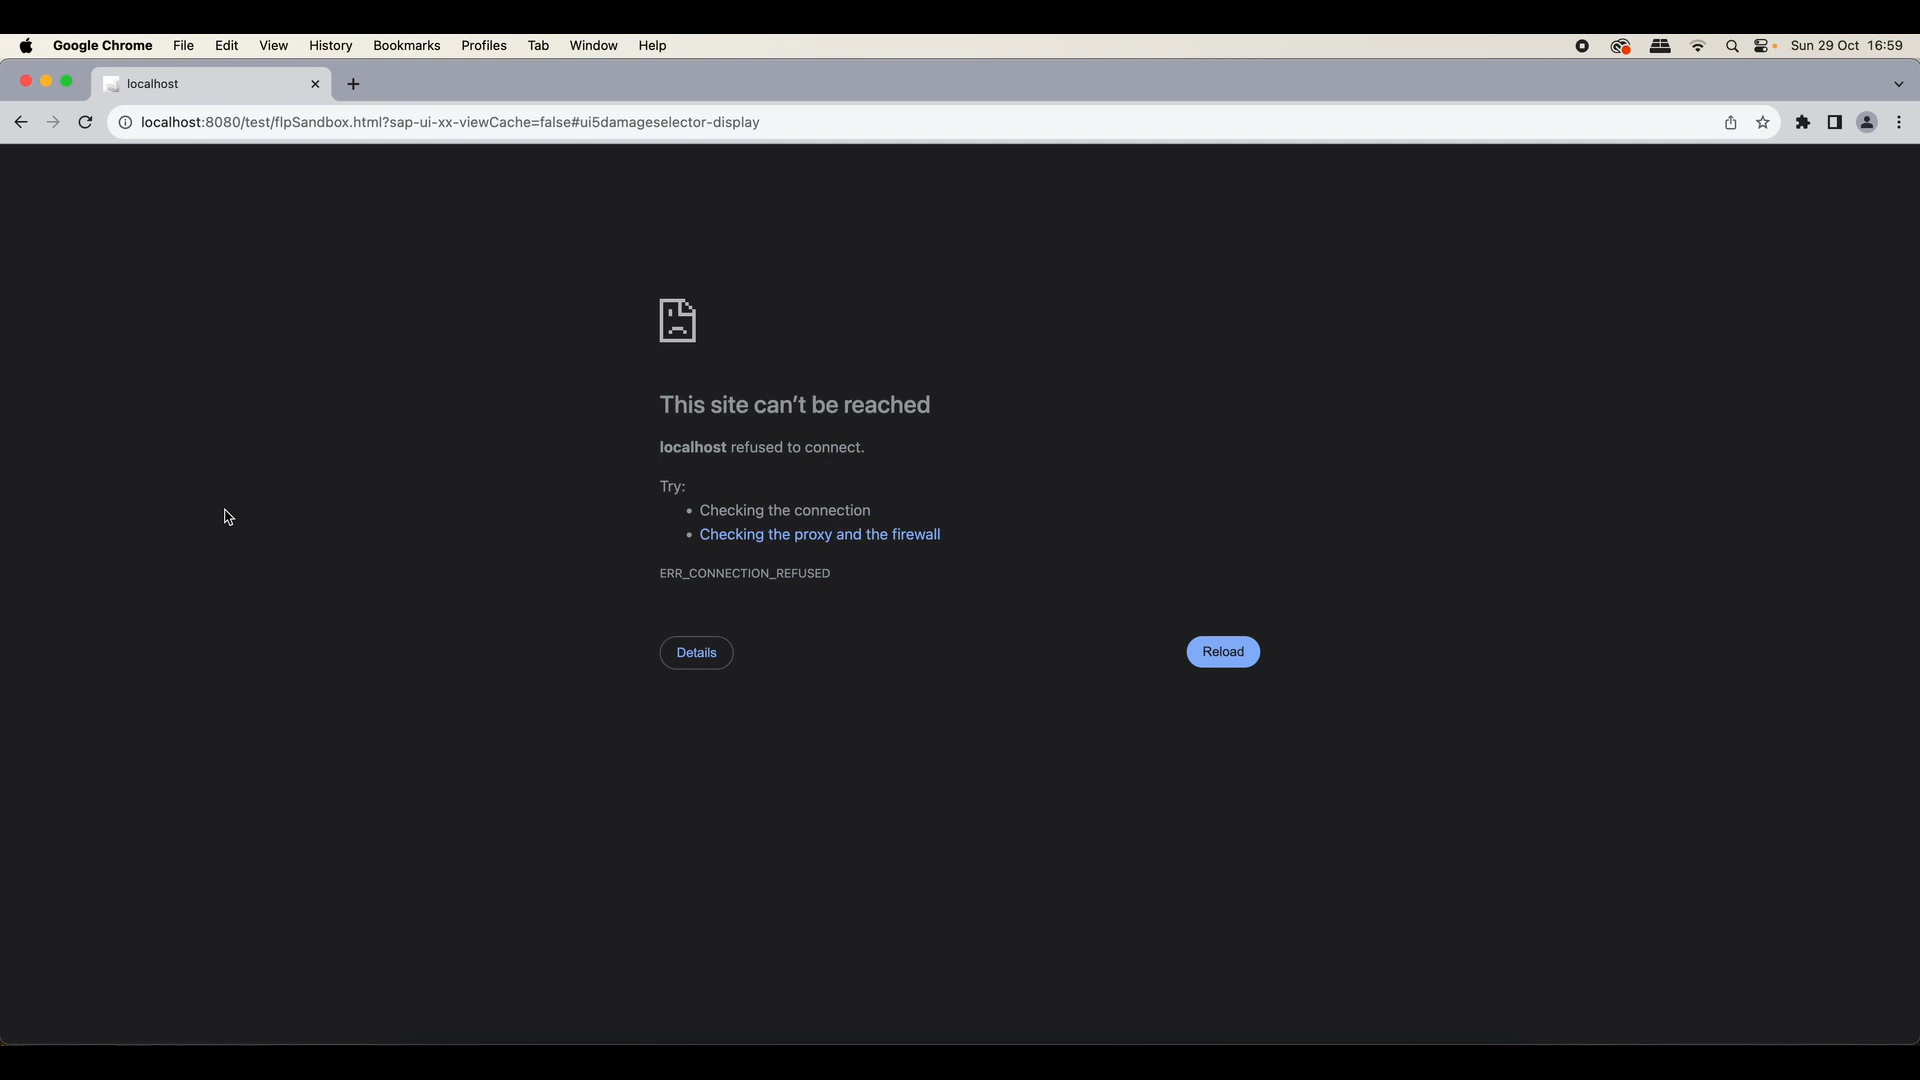 Google Chrome File Edit View History Bookmarks Profiles Tab Window Help Sun 29 Oct 16:59
localhost
localhost:8080/test/flpSandbox.html?sap-ui-xx-viewCache=false#ui5damageselector-display
This site can't be reached
localhost refused to connect.
Try:
• Checking the connection
• Checking the proxy and the firewall
ERR_CONNECTION_REFUSED
Details Reload